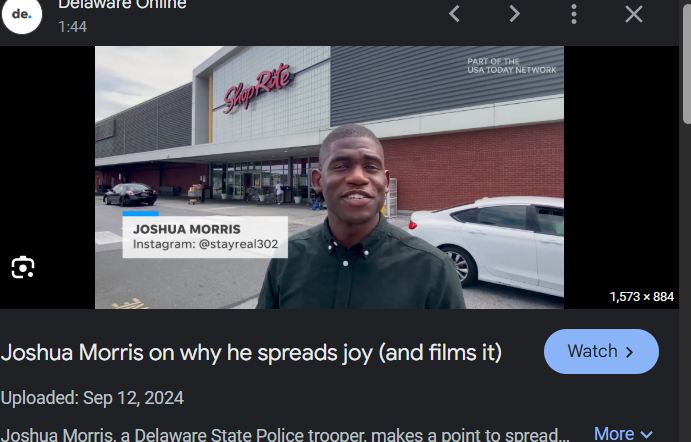 de.
Delaware Online
1:44
PART OF THE
USA TODAY NETWORK
ShopRite
JOSHUA MORRIS
Instagram: @stayreal302
1,573 × 884
Joshua Morris on why he spreads joy (and films it)
Watch
Uploaded: Sep 12, 2024
Joshua Morris, a Delaware State Police trooper, makes a point to spread...
More